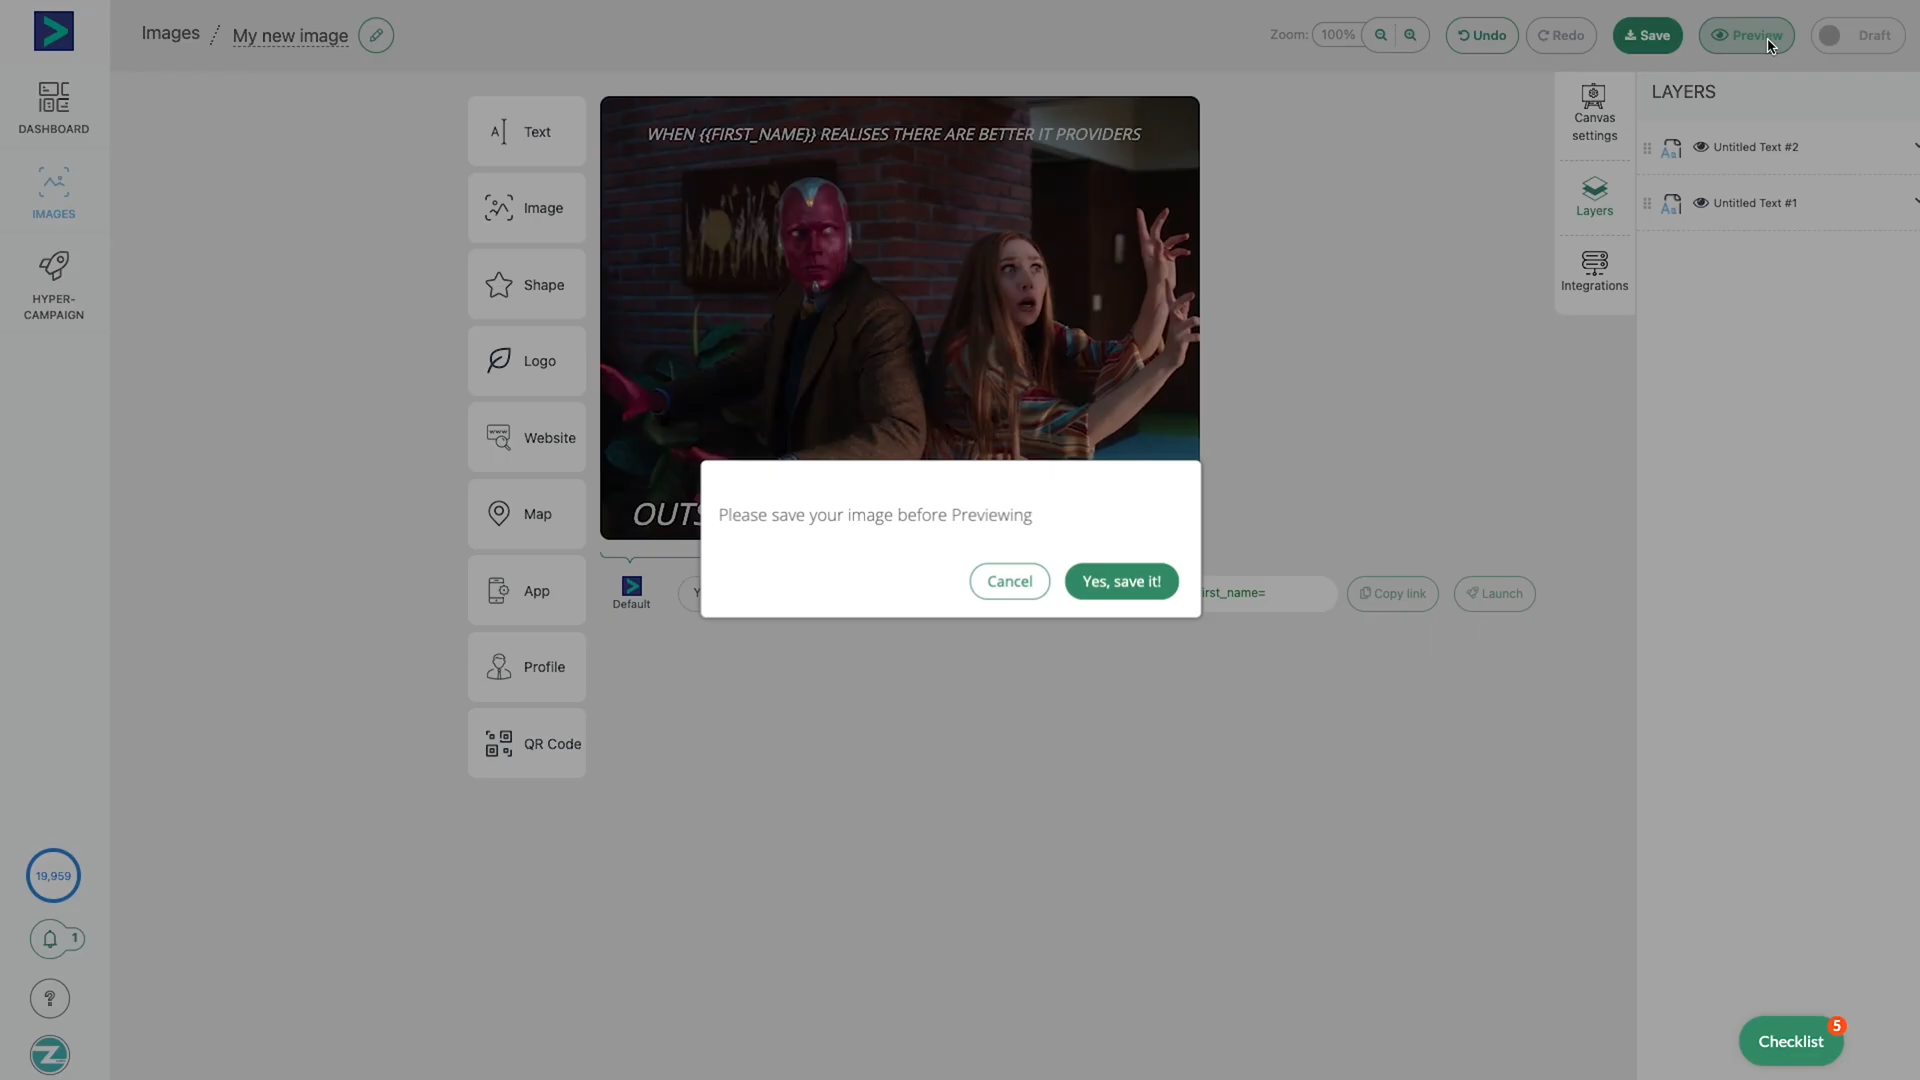 Images / My new image
Zoom: 100%
Undo
Redo
Save
Preview
Draft
DASHBOARD
IMAGES
HYPER-
CAMPAIGN
19,959
1
?
Text
Image
Shape
Logo
Website
Map
App
Profile
QR Code
WHEN {{FIRST_NAME}} REALISES THERE ARE BETTER IT PROVIDERS
OUTS
Please save your image before Previewing
Cancel
Yes, save it!
Default
Y
irst_name=
Copy link
Launch
Canvas
settings
Layers
Integrations
LAYERS
Untitled Text #2
Untitled Text #1
Checklist
5